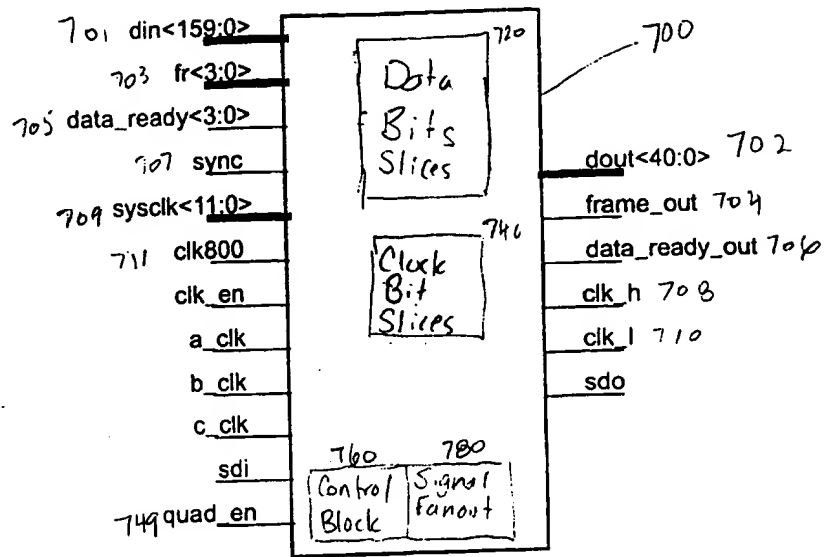 701 din<159:0>
703 fr<3:0>
705 data_ready<3:0>
707 sync
709 sysclk<11:0>
711 clk800
clk_en
a_clk
b_clk
c_clk
sdi
749 quad_en
720
Data
Bits
Slices
740
Clock
Bit
Slices
760
Control
Block
780
Signal
Fanout
700
dout<40:0> 702
frame_out 704
data_ready_out 706
clk_h 708
clk_l 710
sdo